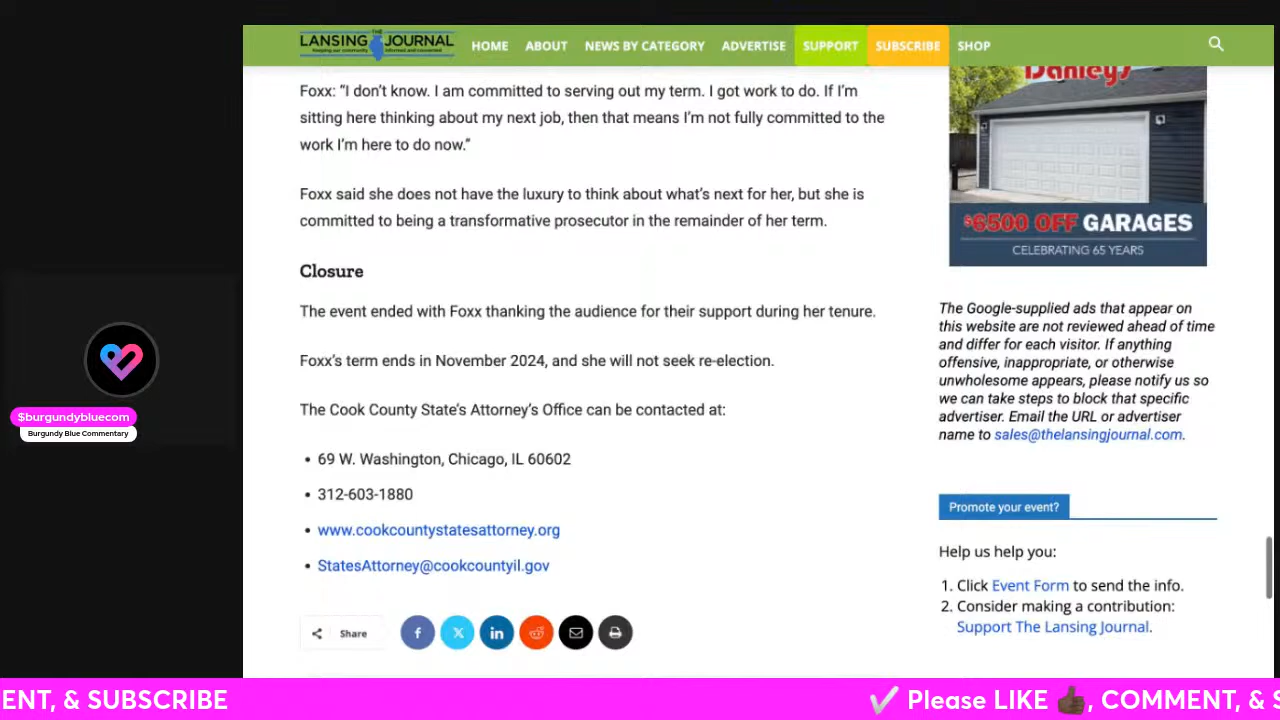 THE
LANSING JOURNAL
Keeping our community informed and connected
HOME
ABOUT
NEWS BY CATEGORY
ADVERTISE
SUPPORT
SUBSCRIBE
SHOP
Foxx: “I don’t know. I am committed to serving out my term. I got work to do. If I’m
sitting here thinking about my next job, then that means I’m not fully committed to the
work I’m here to do now.”
Foxx said she does not have the luxury to think about what’s next for her, but she is
committed to being a transformative prosecutor in the remainder of her term.
Closure
The event ended with Foxx thanking the audience for their support during her tenure.
Foxx’s term ends in November 2024, and she will not seek re-election.
The Cook County State’s Attorney’s Office can be contacted at:
• 69 W. Washington, Chicago, IL 60602
• 312-603-1880
• www.cookcountystatesattorney.org
• StatesAttorney@cookcountyil.gov
Share
Danley's
$6500 OFF GARAGES
CELEBRATING 65 YEARS
The Google-supplied ads that appear on
this website are not reviewed ahead of time
and differ for each visitor. If anything
offensive, inappropriate, or otherwise
unwholesome appears, please notify us so
we can take steps to block that specific
advertiser. Email the URL or advertiser
name to sales@thelansingjournal.com.
Promote your event?
Help us help you:
1. Click Event Form to send the info.
2. Consider making a contribution:
Support The Lansing Journal.
$burgundybluecom
Burgundy Blue Commentary
ENT, & SUBSCRIBE
✔ Please LIKE 👍🏿, COMMENT, & S